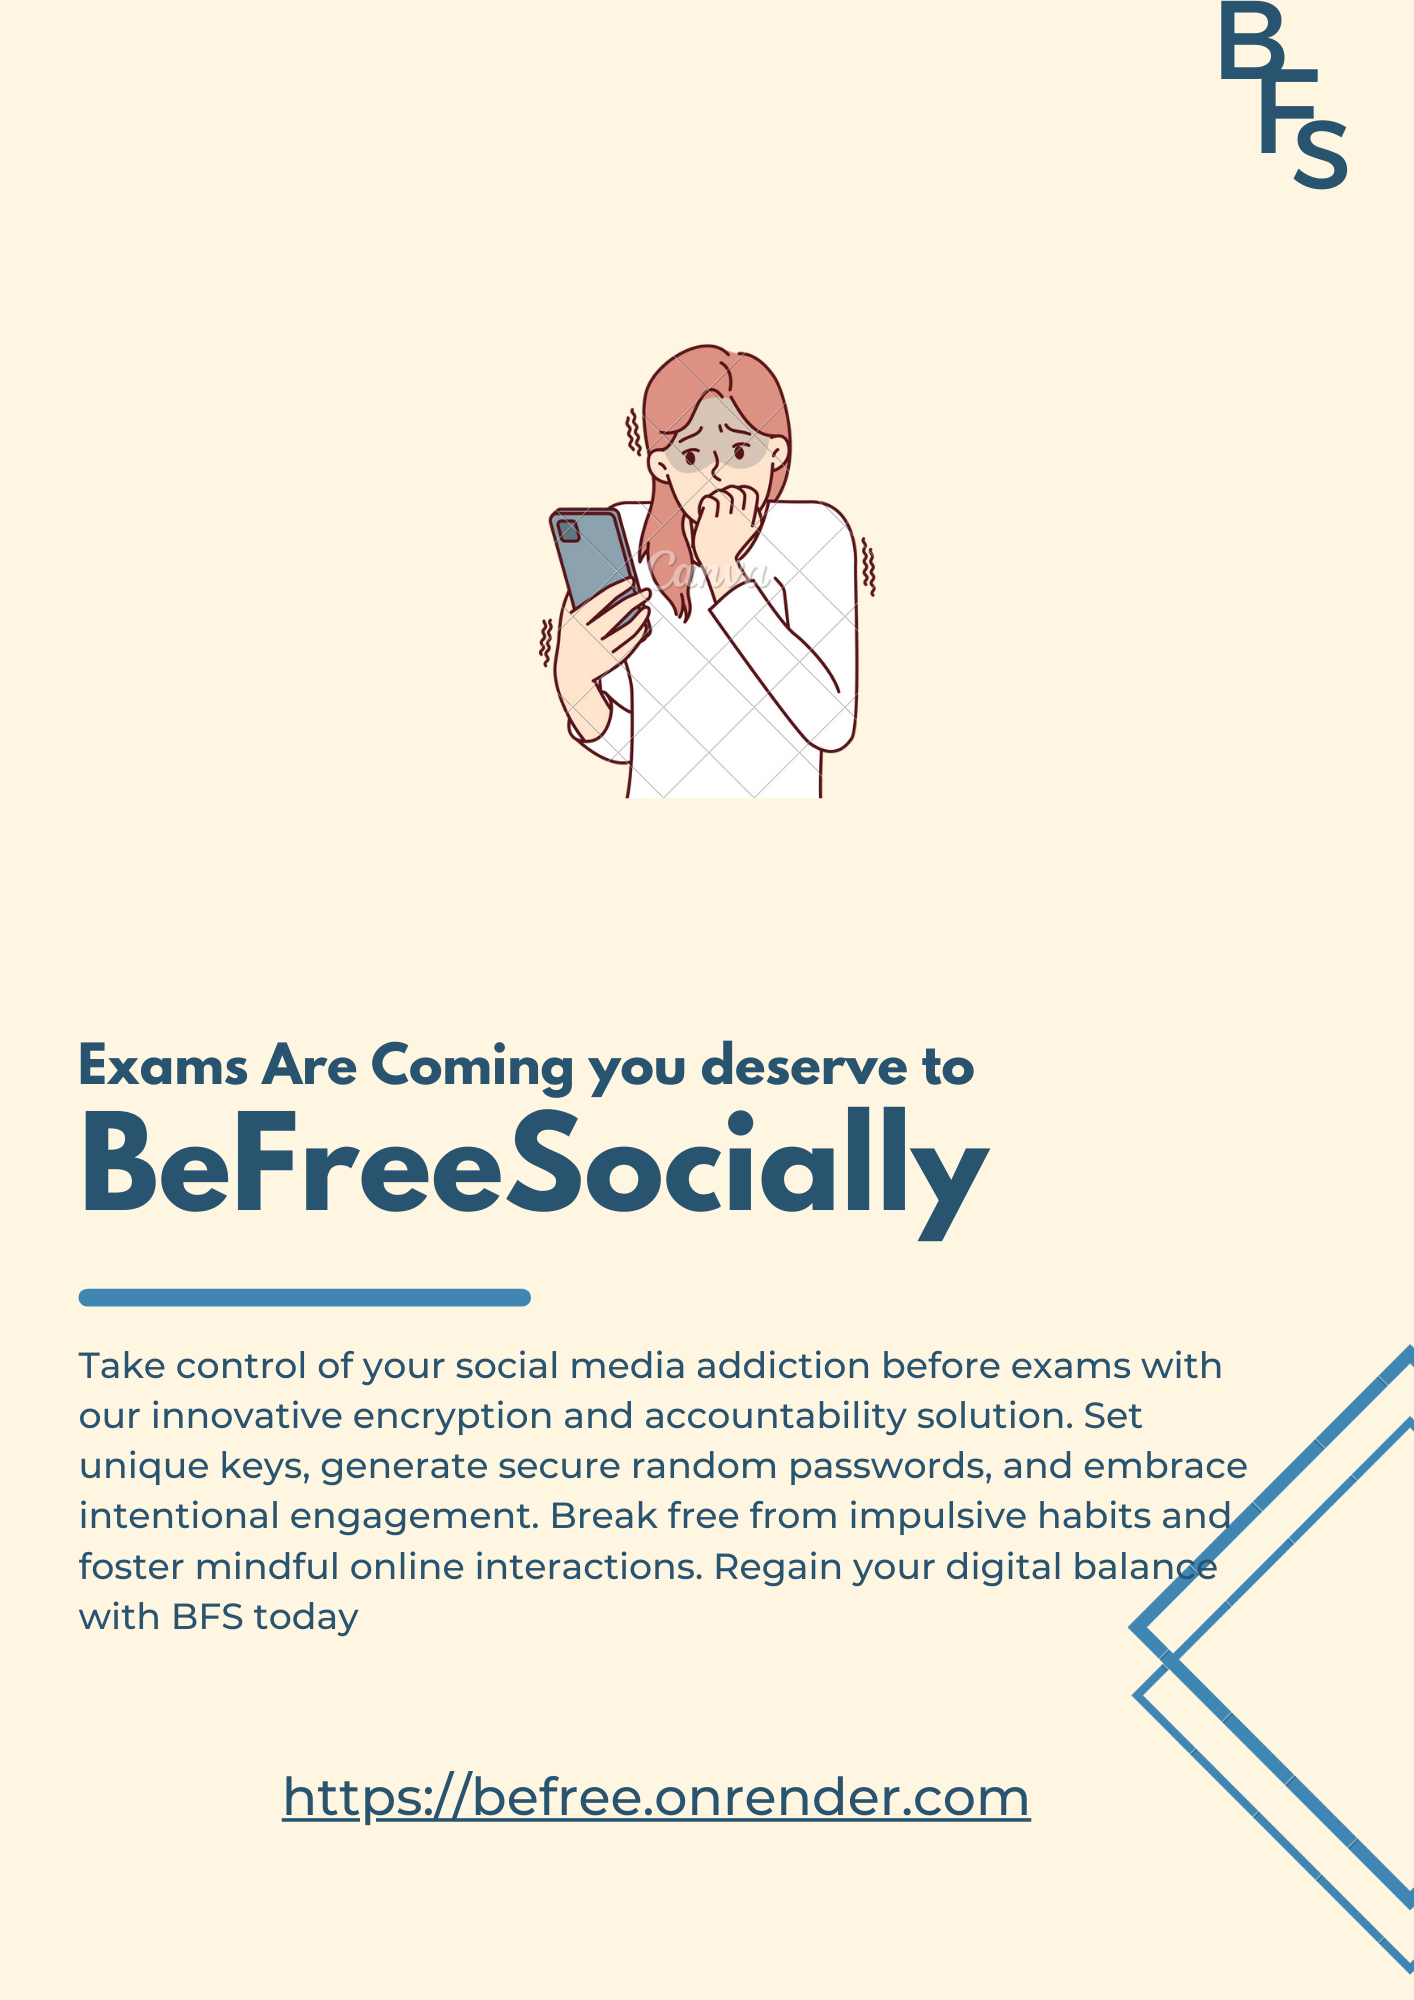 BFS
Canva
Exams Are Coming you deserve to
BeFreeSocially
Take control of your social media addiction before exams with
our innovative encryption and accountability solution. Set
unique keys, generate secure random passwords, and embrace
intentional engagement. Break free from impulsive habits and
foster mindful online interactions. Regain your digital balance
with BFS today
https://befree.onrender.com